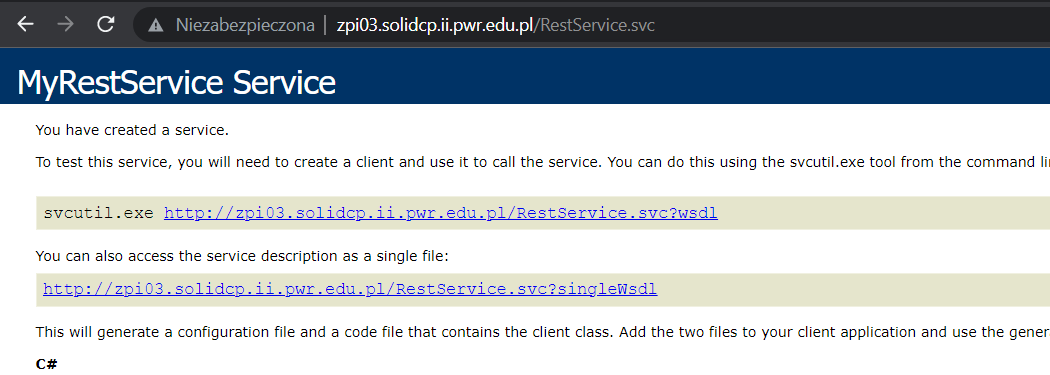 Niezabezpieczona | zpi03.solidcp.ii.pwr.edu.pl/RestService.svc
MyRestService Service
You have created a service.
To test this service, you will need to create a client and use it to call the service. You can do this using the svcutil.exe tool from the command
svcutil.exe http://zpi03.solidcp.ii.pwr.edu.pl/RestService.svc?wsdl
You can also access the service description as a single file:
http://zpi03.solidcp.ii.pwr.edu.pl/RestService.svc?singleWsdl
This will generate a configuration file and a code file that contains the client class. Add the two files to your client application and use the
C#